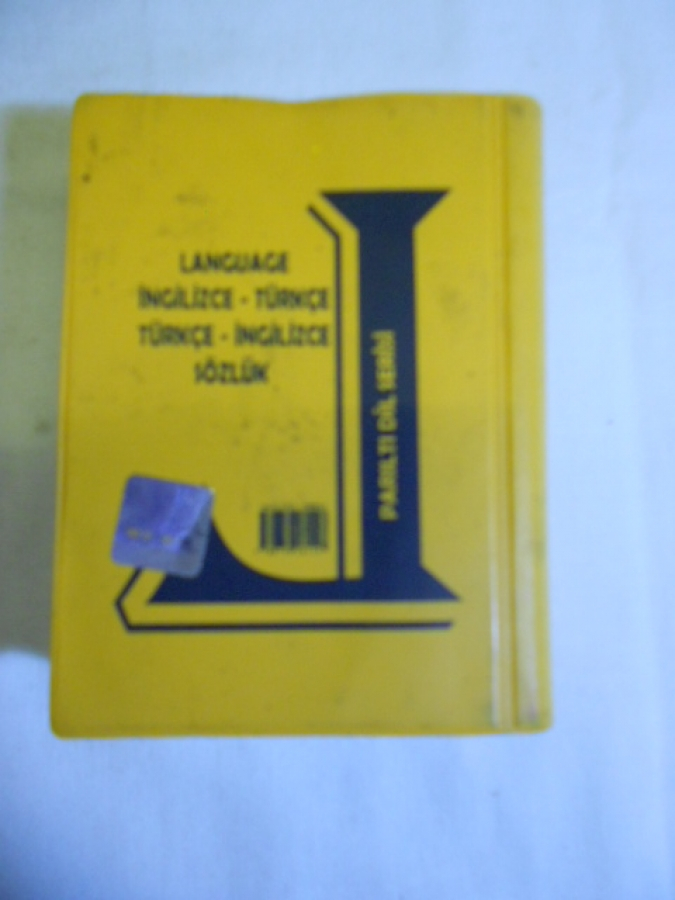 LANGUAGE
İNGİLİZCE - TÜRKÇE
TÜRKÇE - İNGİLİZCE
SÖZLÜK
PARILTI DİL SERİSİ